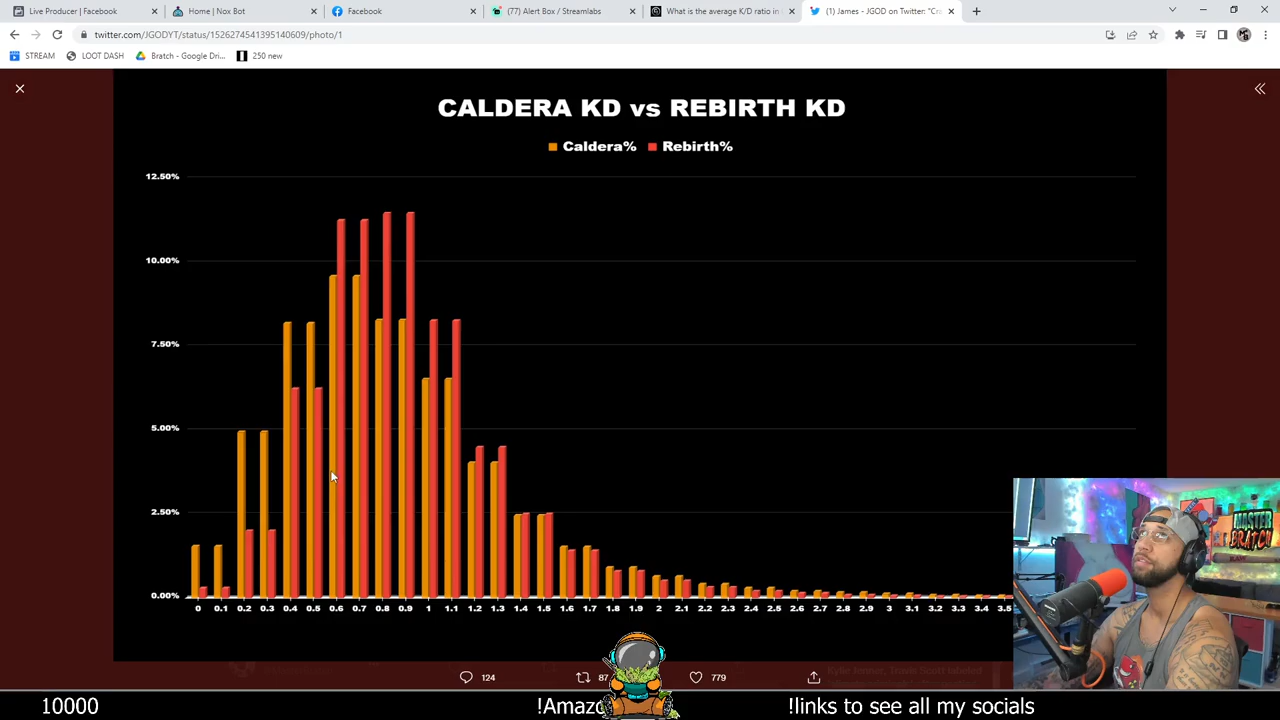 Live Producer | Facebook
Home | Nox Bot
Facebook
(77) Alert Box / Streamlabs
What is the average K/D ratio in
(1) James - JGOD on Twitter: "Cr
twitter.com/JGODYT/status/1526274541395140609/photo/1
STREAM
LOOT DASH
Bratch - Google Dri...
250 new
CALDERA KD vs REBIRTH KD
Caldera% Rebirth%
12.50%
10.00%
7.50%
5.00%
2.50%
0.00%
0 0.1 0.2 0.3 0.4 0.5 0.6 0.7 0.8 0.9 1 1.1 1.2 1.3 1.4 1.5 1.6 1.7 1.8 1.9 2 2.1 2.2 2.3 2.4 2.5 2.6 2.7 2.8 2.9 3 3.1 3.2 3.3 3.4 3.5
MASTER
BRATCH
124
87
779
10000
!Amazo
!links to see all my socials